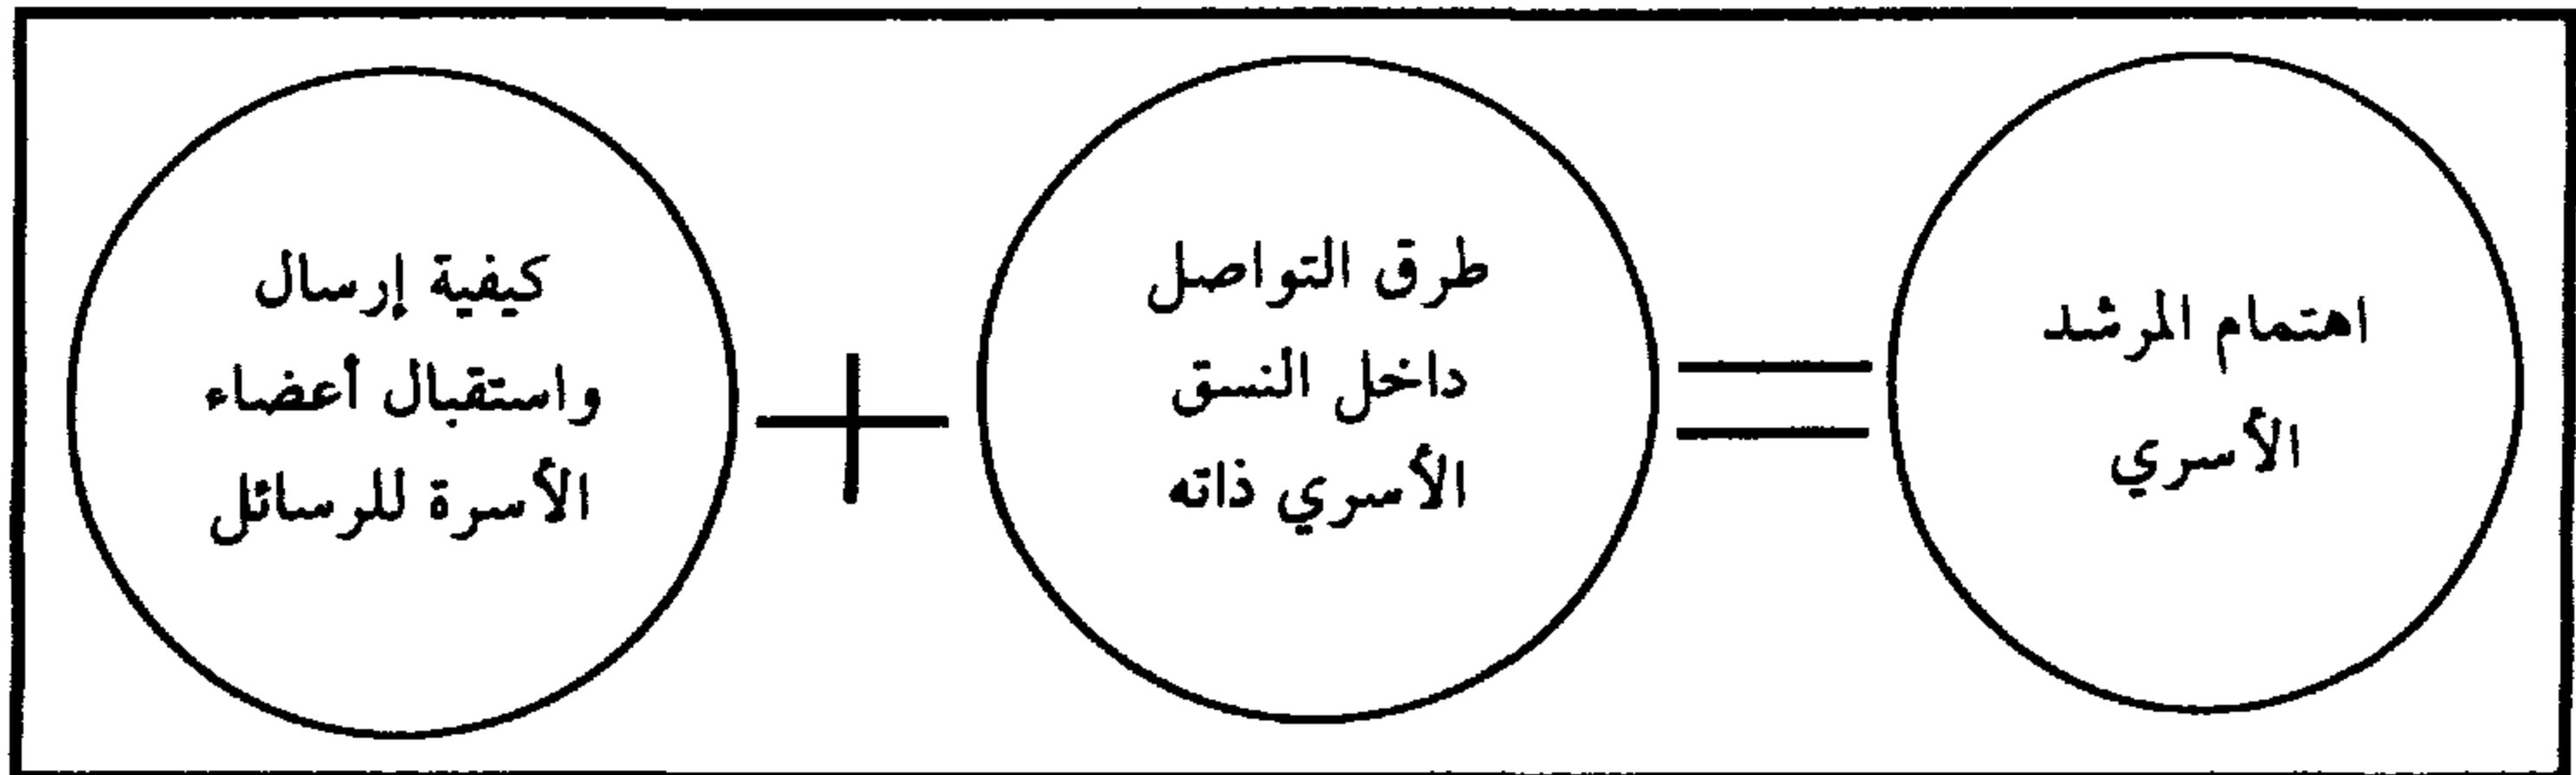 اهتمام المرشد
الأسري
=
طرق التواصل
داخل النسق
الأسري ذاته
+
كيفية إرسال
واستقبال أعضاء
الأسرة للرسائل